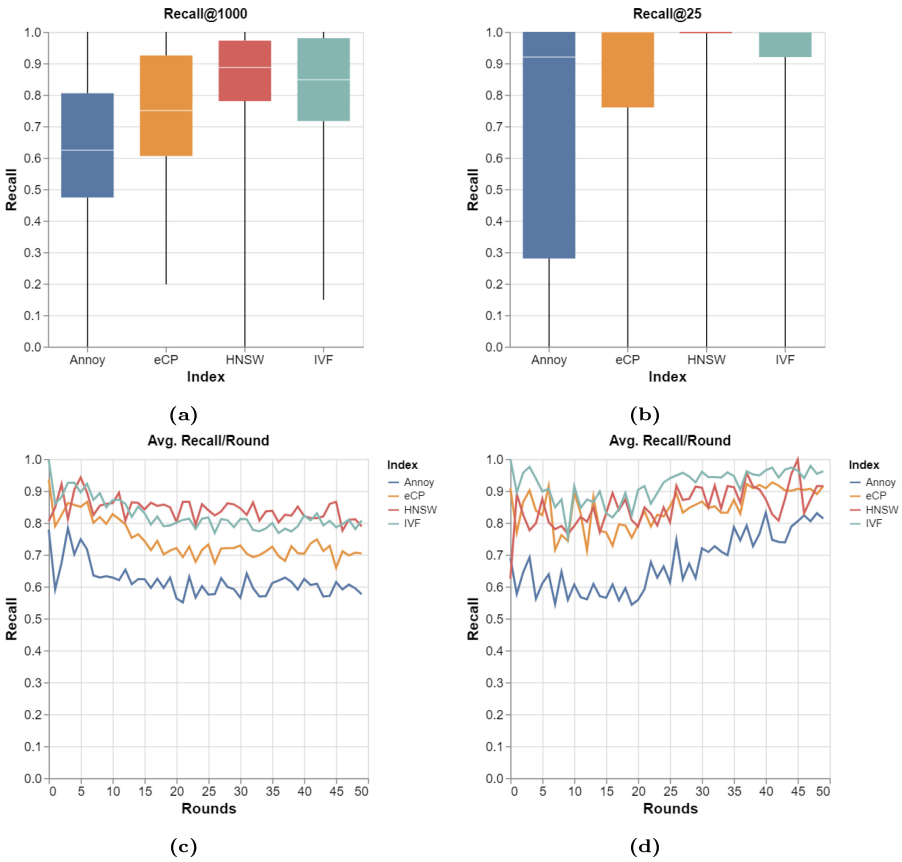 Recall@1000
Recall
1.0
0.9
0.8
0.7
0.6
0.5
0.4
0.3
0.2
0.1
0.0
Annoy eCP HNSW IVF
Index
(a)
Recall@25
Recall
1.0
0.9
0.8
0.7
0.6
0.5
0.4
0.3
0.2
0.1
0.0
Annoy eCP HNSW IVF
Index
(b)
Avg. Recall/Round
Recall
1.0
0.9
0.8
0.7
0.6
0.5
0.4
0.3
0.2
0.1
0.0
0 5 10 15 20 25 30 35 40 45 50
Rounds
Index
Annoy
eCP
HNSW
IVF
(c)
Avg. Recall/Round
Recall
1.0
0.9
0.8
0.7
0.6
0.5
0.4
0.3
0.2
0.1
0.0
0 5 10 15 20 25 30 35 40 45 50
Rounds
Index
Annoy
eCP
HNSW
IVF
(d)